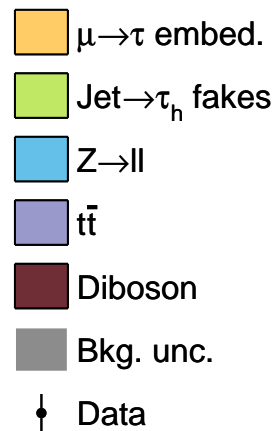 μ→τ embed.
Jet→τₕ fakes
Z→ll
tt̄
Diboson
Bkg. unc.
Data